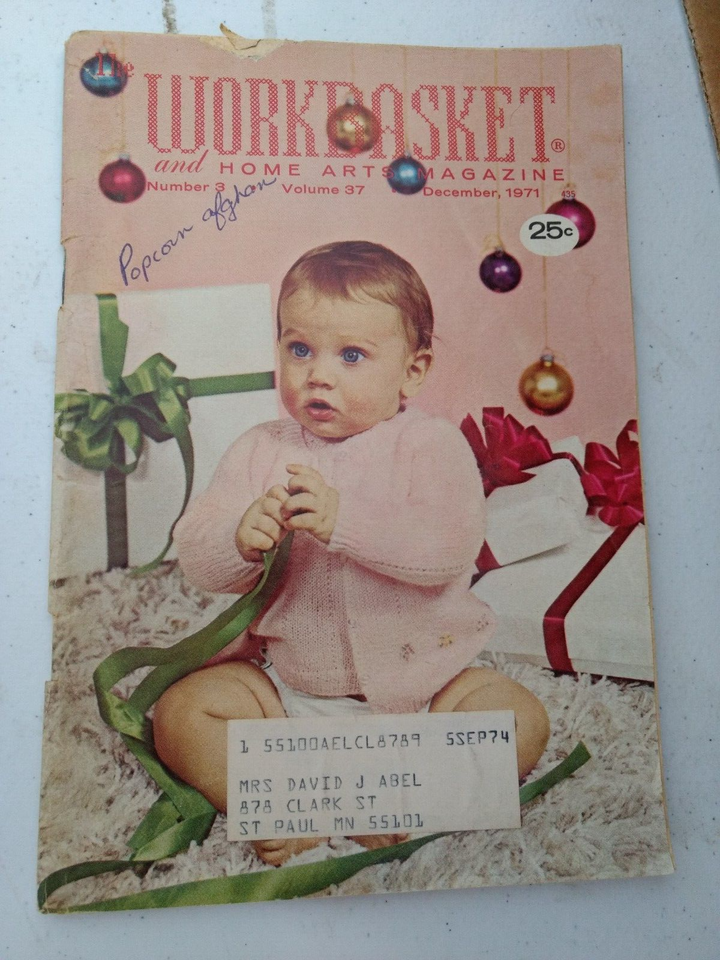 The
WORKBASKET®
and HOME ARTS MAGAZINE
Number 3 Volume 37 December, 1971
435
25c
Popcorn afghan
1 55100AELCL8789 5SEP74
MRS DAVID J ABEL
878 CLARK ST
ST PAUL MN 55101